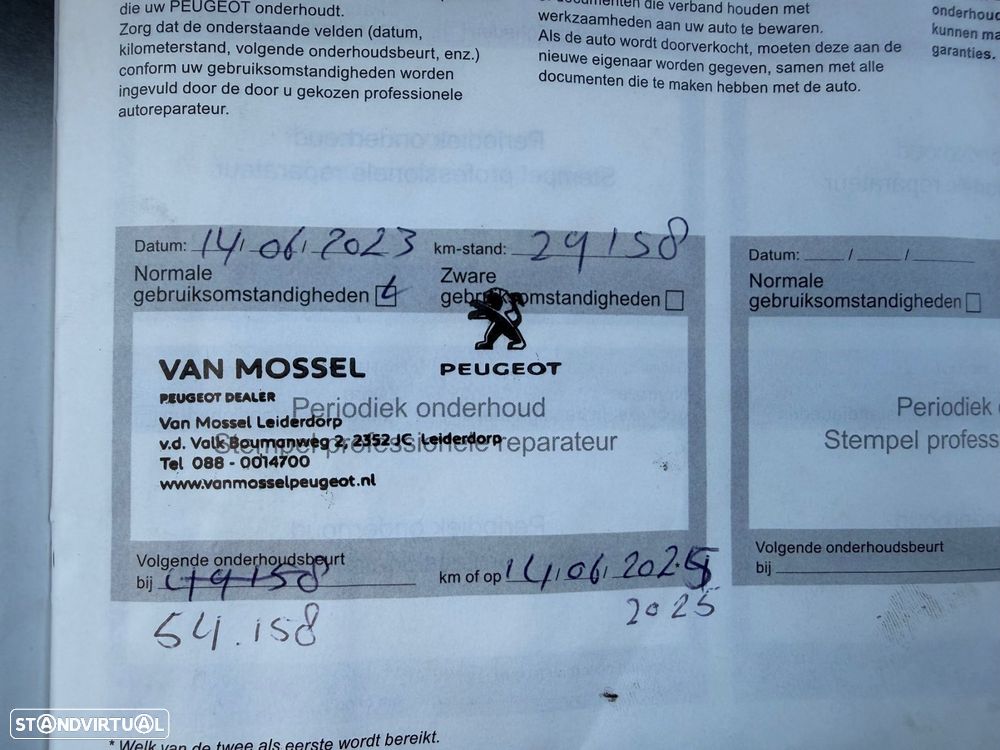 die uw PEUGEOT onderhoudt.
Zorg dat de onderstaande velden (datum,
kilometerstand, volgende onderhoudsbeurt, enz.)
conform uw gebruiksomstandigheden worden
ingevuld door de door u gekozen professionele
autoreparateur.
documenten die verband houden met
werkzaamheden aan uw auto te bewaren.
Als de auto wordt doorverkocht, moeten deze aan de
nieuwe eigenaar worden gegeven, samen met alle
documenten die te maken hebben met de auto.
onderhoud
kunnen ma
garanties.
Datum: 14/06/2023 km-stand: 29158
Normale
gebruiksomstandigheden
Zware
gebruiksomstandigheden
PEUGEOT
VAN MOSSEL
PEUGEOT DEALER
Van Mossel Leiderdorp
v.d. Valk Boumanweg 2, 2352 JC Leiderdorp
Tel 088 - 0014700
www.vanmosselpeugeot.nl
Periodiek onderhoud
Stempel professionele reparateur
Volgende onderhoudsbeurt
bij 49158 km of op 14/06/2025
54.158
2025
Datum: / /
Normale
gebruiksomstandigheden
Periodiek
Stempel profess
Volgende onderhoudsbeurt
bij
* Welk van de twee als eerste wordt bereikt.
STANDVIRTUAL